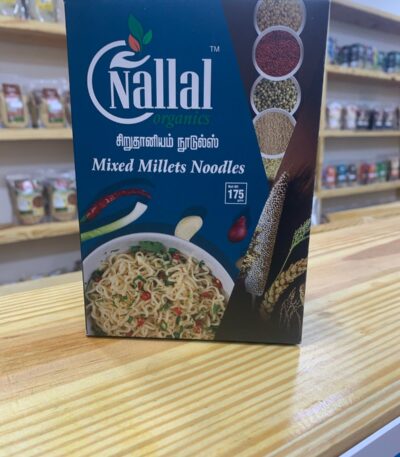 TM
Nallal
organics
சிறுதானியம் நூடுல்ஸ்
Mixed Millets Noodles
175